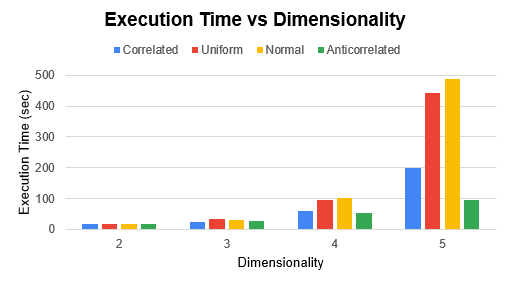 Execution Time vs Dimensionality
Correlated Uniform Normal Anticorrelated
Execution Time (sec)
500
400
300
200
100
0
2 3 4 5
Dimensionality